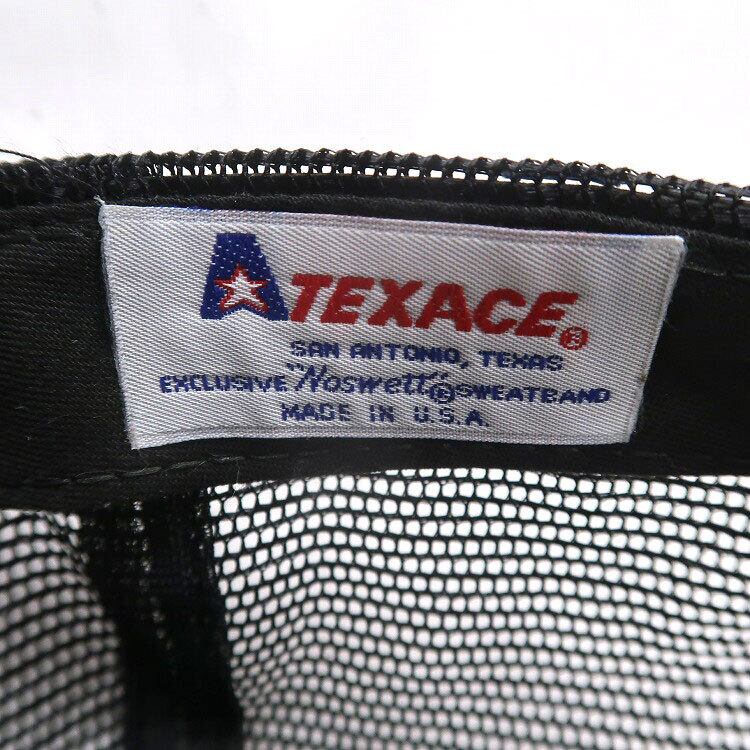 A TEXACE®
SAN ANTONIO, TEXAS
EXCLUSIVE "Noswett"® SWEATBAND
MADE IN U.S.A.